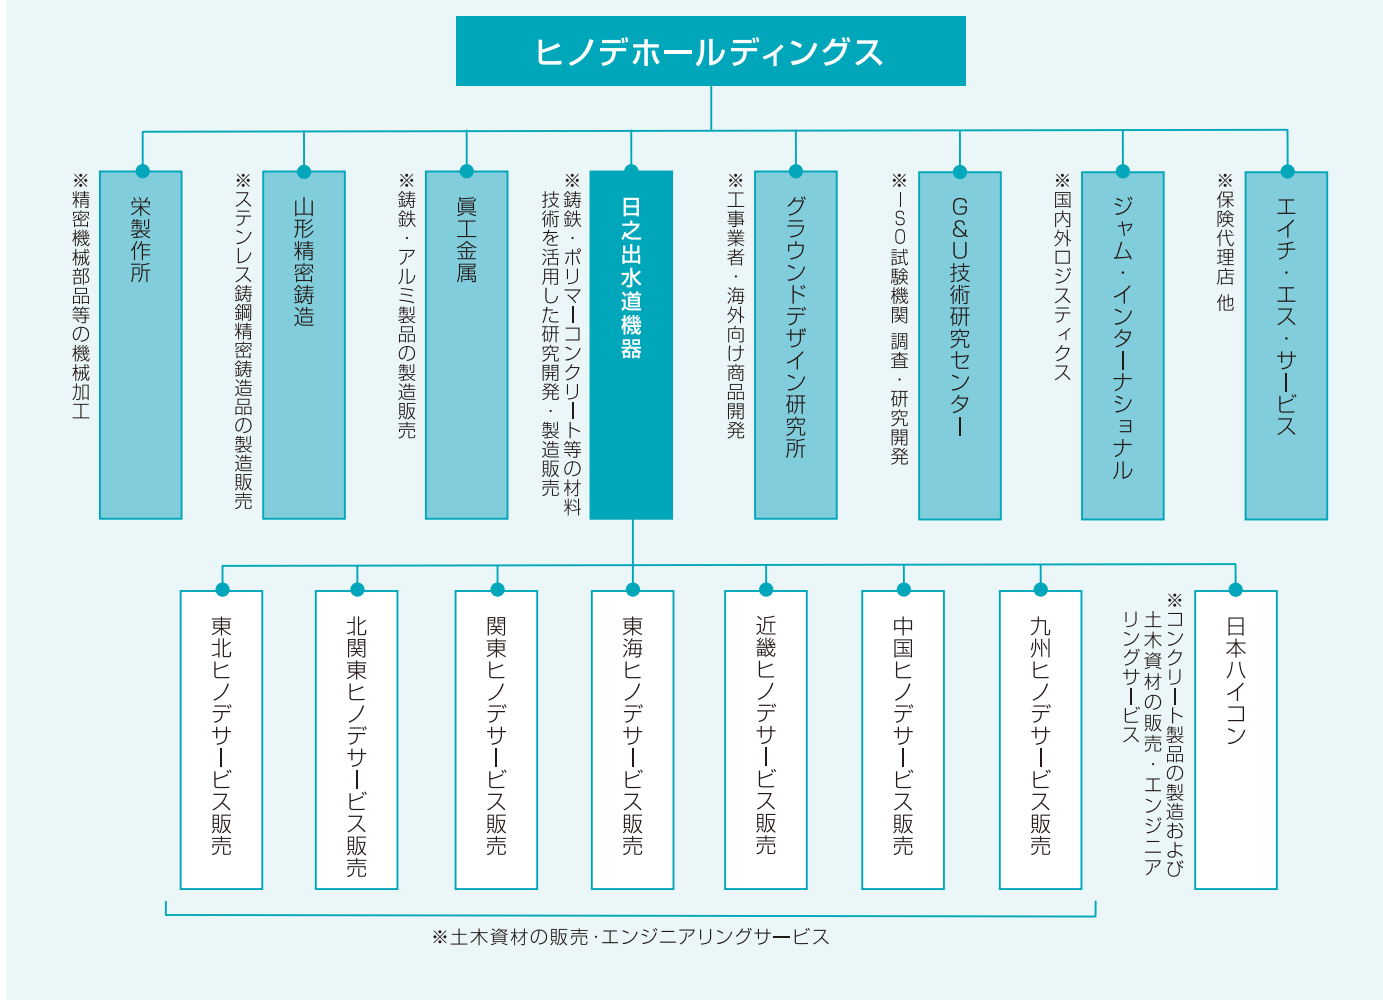 ヒノデホールディングス
栄製作所
※精密機械部品等の機械加工
山形精密鋳造
※ステンレス鋳鋼精密鋳造品の製造販売
眞工金属
※鋳鉄・アルミ製品の製造販売
日之出水道機器
※鋳鉄・ポリマーコンクリート等の材料
技術を活用した研究開発・製造販売
グラウンドデザイン研究所
※工事業者・海外向け商品開発
G&U技術研究センター
※ISO試験機関 調査・研究開発
ジャム・インターナショナル
※国内外ロジスティクス
エイチ・エス・サービス
※保険代理店 他
東北ヒノデサービス販売
北関東ヒノデサービス販売
関東ヒノデサービス販売
東海ヒノデサービス販売
近畿ヒノデサービス販売
中国ヒノデサービス販売
九州ヒノデサービス販売
日本ハイコン
※コンクリート製品の製造および
土木資材の販売・エンジニア
リングサービス
※土木資材の販売・エンジニアリングサービス